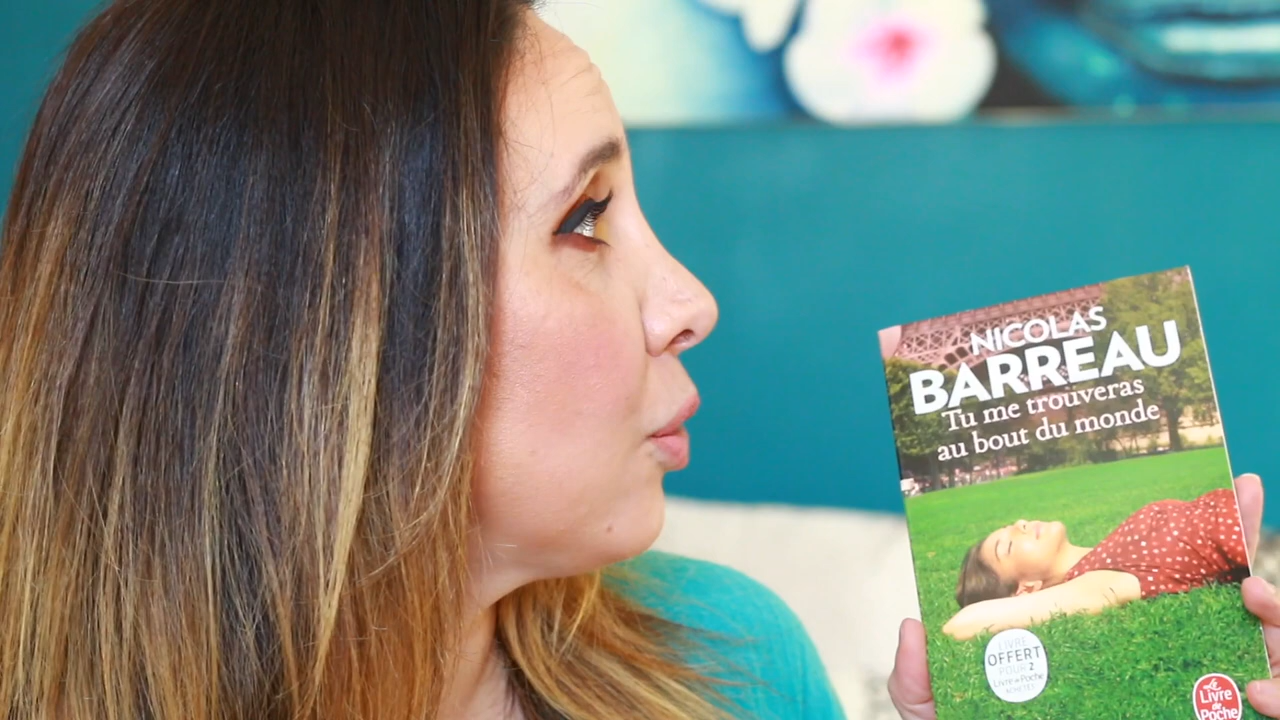 NICOLAS
BARREAU
Tu me trouveras
au bout du monde
LIVRE
OFFERT
POUR 2
Livre de Poche
ACHETÉS
Le
Livre
de
Poche